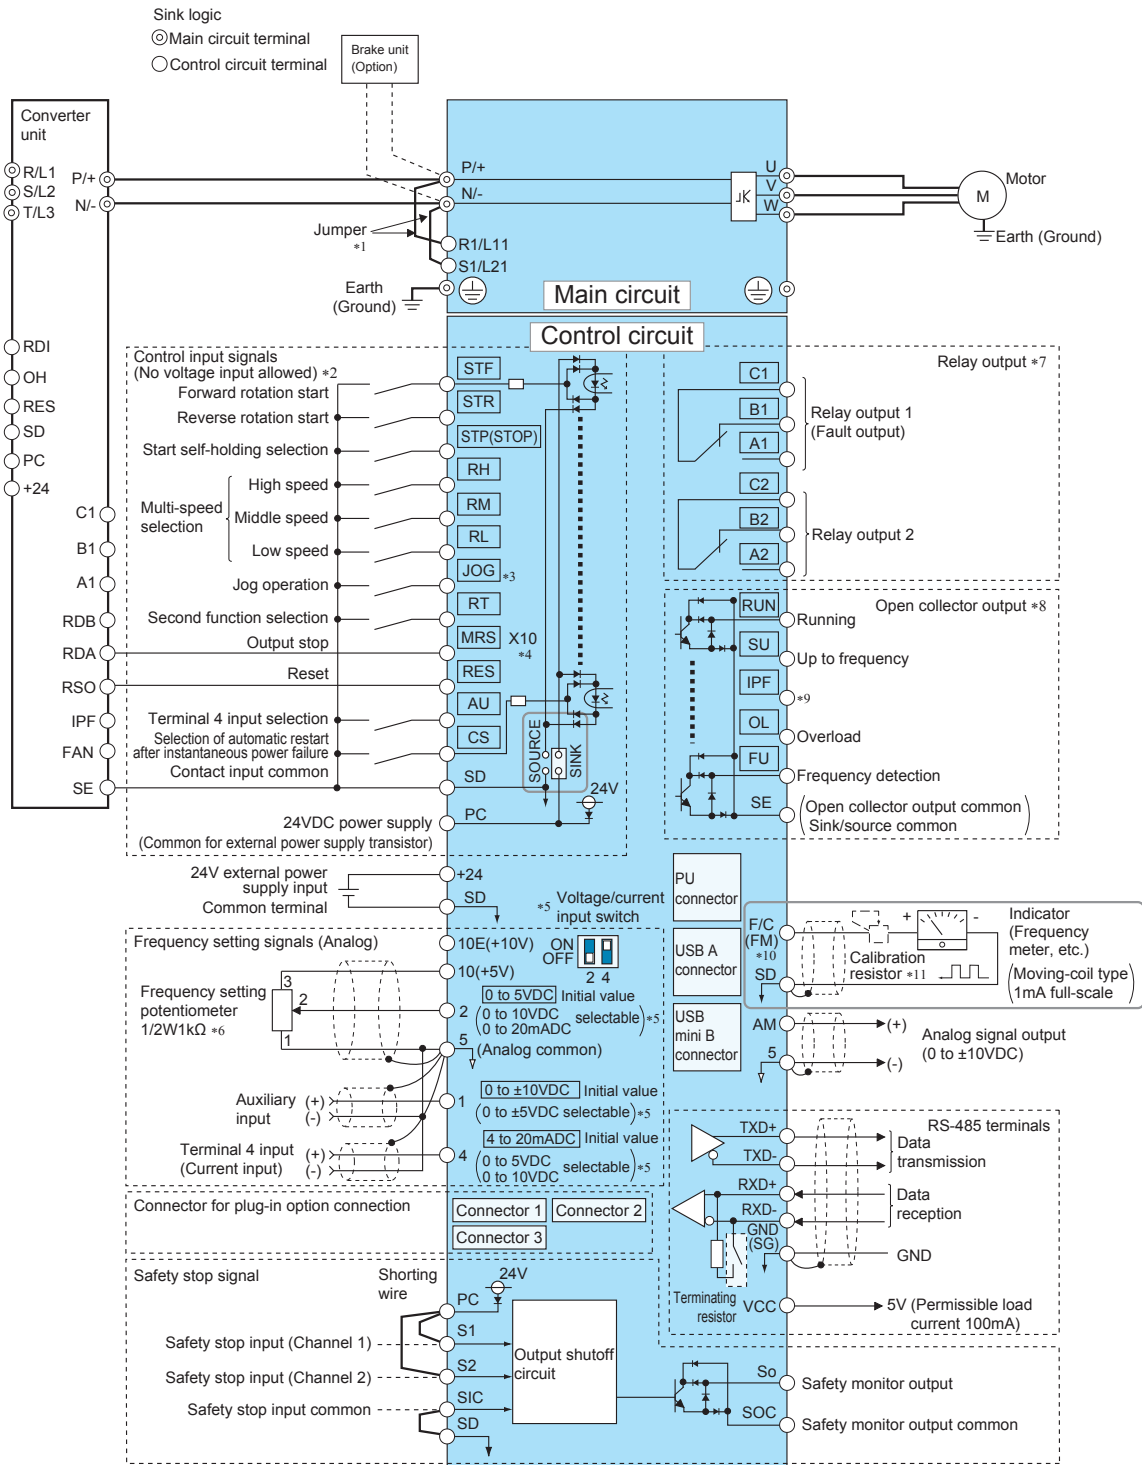 Sink logic
Main circuit terminal
Control circuit terminal
Brake unit
(Option)
Converter
unit
R/L1
S/L2
T/L3
P/+
N/-
P/+
N/-
Jumper
*1
R1/L11
S1/L21
Earth
(Ground)
Main circuit
U
V
W
M
Motor
Earth (Ground)
RDI
OH
RES
SD
PC
+24
C1
B1
A1
RDB
RDA
RSO
IPF
FAN
SE
Control circuit
Control input signals
(No voltage input allowed) *2
Forward rotation start
Reverse rotation start
Start self-holding selection
Multi-speed
selection
High speed
Middle speed
Low speed
Jog operation
Second function selection
Output stop
Reset
Terminal 4 input selection
Selection of automatic restart
after instantaneous power failure
Contact input common
24VDC power supply
(Common for external power supply transistor)
STF
STR
STP(STOP)
RH
RM
RL
JOG *3
RT
MRS X10
*4
RES
AU
CS
SD
PC
SOURCE
SINK
24V
Relay output *7
C1
B1
A1
Relay output 1
(Fault output)
C2
B2
A2
Relay output 2
Open collector output *8
RUN
Running
SU
Up to frequency
IPF
*9
OL
Overload
FU
Frequency detection
SE
(Open collector output common
Sink/source common)
24V external power
supply input
Common terminal
+24
SD
*5 Voltage/current
input switch
ON
OFF
2 4
Frequency setting signals (Analog)
Frequency setting
potentiometer
1/2W1kΩ *6
3
2
1
10E(+10V)
10(+5V)
2
0 to 5VDC Initial value
(0 to 10VDC
0 to 20mADC selectable)*5
5
(Analog common)
Auxiliary
input
(+)
(-)
1
0 to ±10VDC Initial value
(0 to ±5VDC selectable)*5
Terminal 4 input
(Current input)
(+)
(-)
4
4 to 20mADC Initial value
(0 to 5VDC
0 to 10VDC selectable)*5
PU
connector
USB A
connector
USB
mini B
connector
F/C
(FM)
*10
SD
+
-
Calibration
resistor *11
Indicator
(Frequency
meter, etc.)
(Moving-coil type
1mA full-scale)
AM
5
(+)
(-)
Analog signal output
(0 to ±10VDC)
RS-485 terminals
TXD+
TXD-
Data
transmission
RXD+
RXD-
Data
reception
GND
(SG)
GND
Terminating
resistor
VCC
5V (Permissible load
current 100mA)
Connector for plug-in option connection
Connector 1
Connector 2
Connector 3
Safety stop signal
Shorting
wire
24V
PC
S1
S2
SIC
SD
Safety stop input (Channel 1)
Safety stop input (Channel 2)
Safety stop input common
Output shutoff
circuit
So
Safety monitor output
SOC
Safety monitor output common